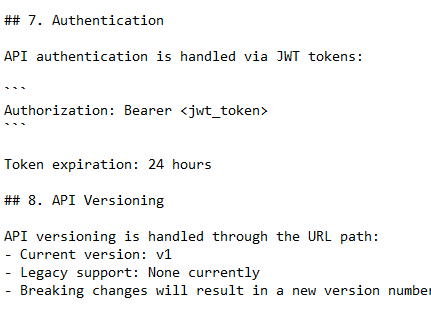 ## 7. Authentication
API authentication is handled via JWT tokens:
```
Authorization: Bearer <jwt_token>
```
Token expiration: 24 hours
## 8. API Versioning
API versioning is handled through the URL path:
- Current version: v1
- Legacy support: None currently
- Breaking changes will result in a new version number